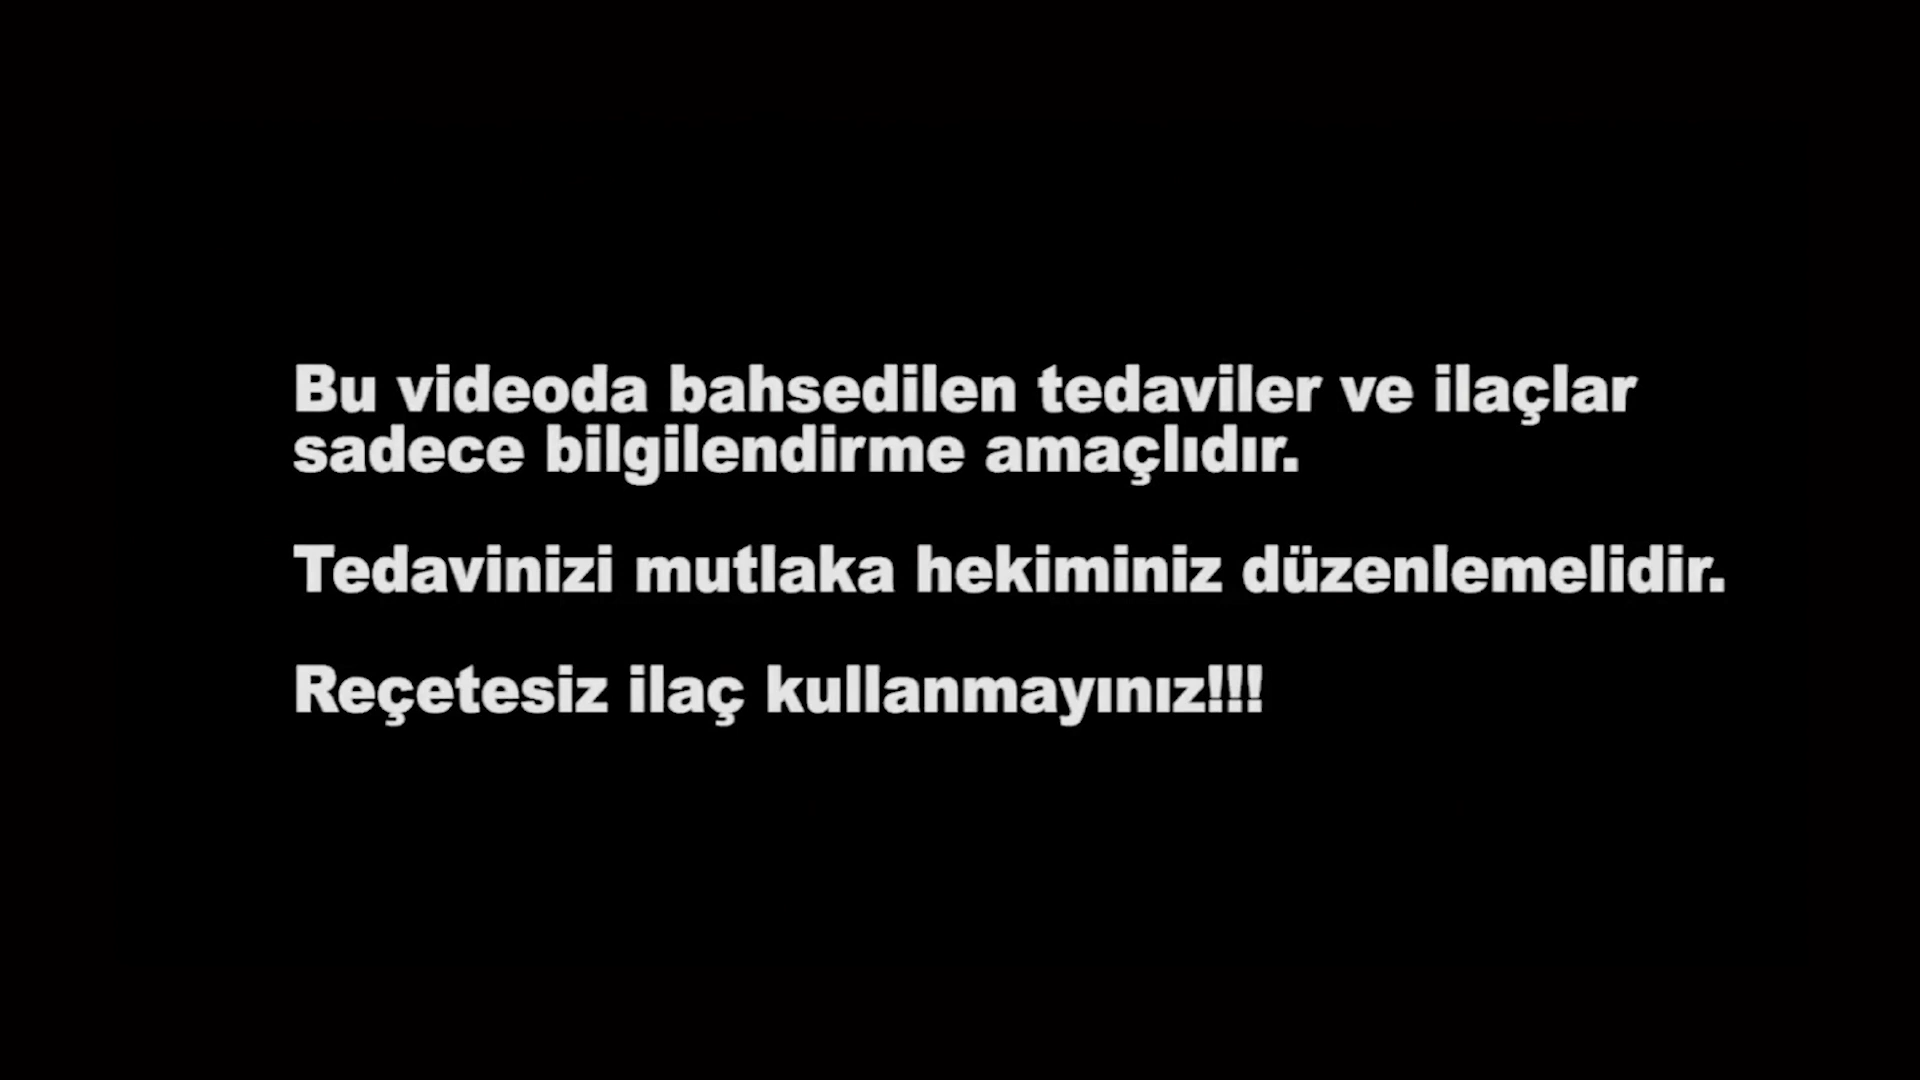 Bu videoda bahsedilen tedaviler ve ilaçlar
sadece bilgilendirme amaçlıdır.
Tedavinizi mutlaka hekiminiz düzenlemelidir.
Reçetesiz ilaç kullanmayınız!!!